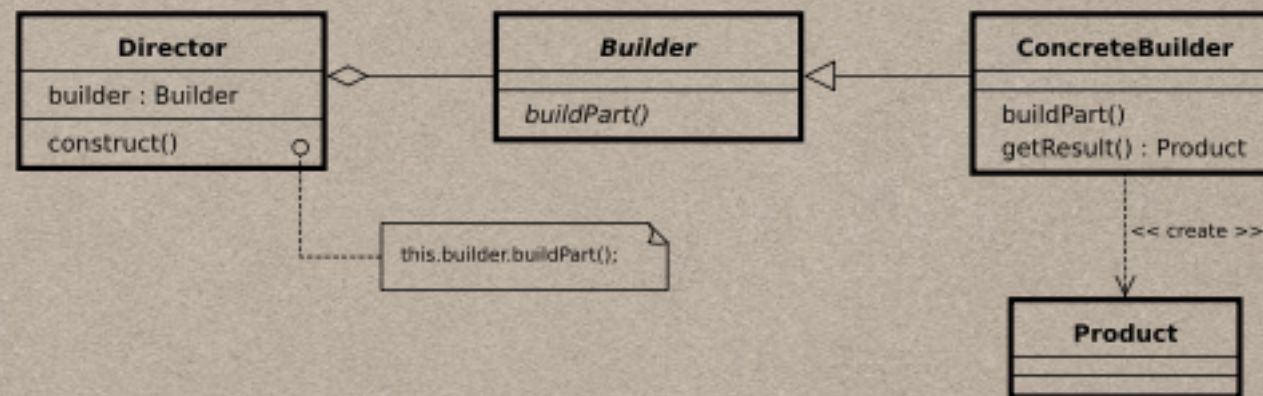 Director
builder : Builder
construct()
Builder
buildPart()
ConcreteBuilder
buildPart()
getResult() : Product
this.builder.buildPart();
<< create >>
Product